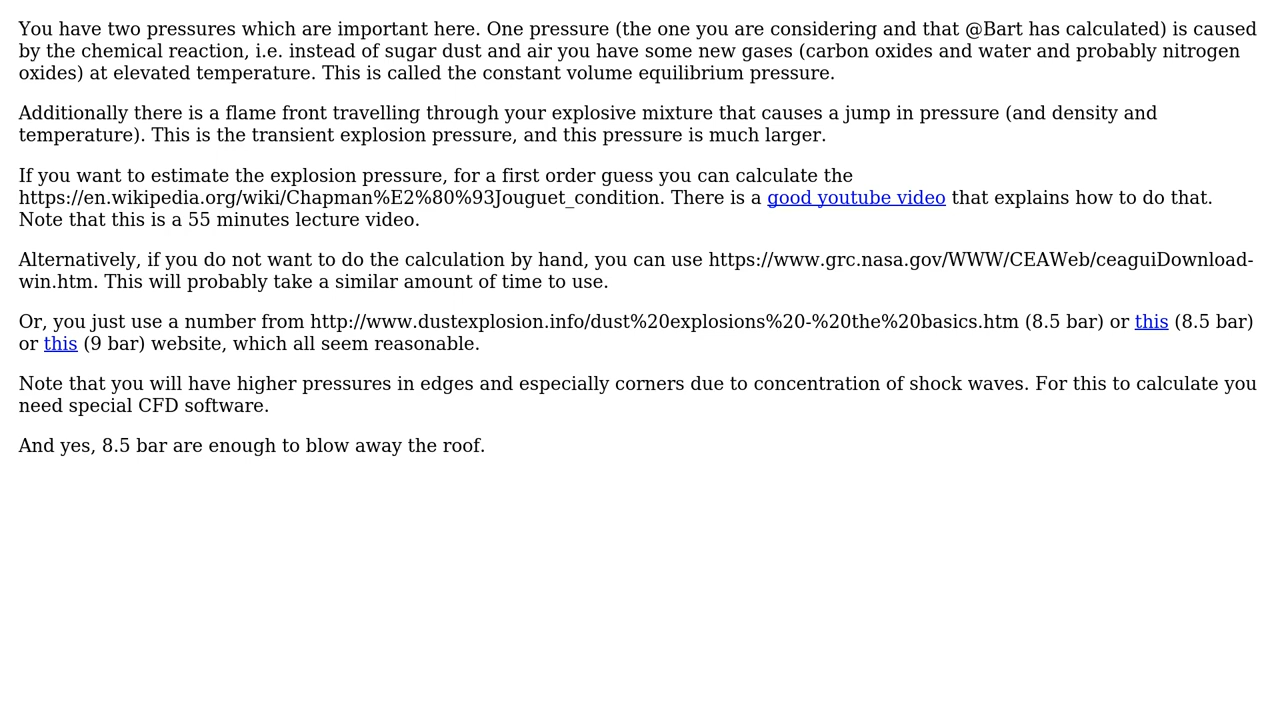 You have two pressures which are important here. One pressure (the one you are considering and that @Bart has calculated) is caused
by the chemical reaction, i.e. instead of sugar dust and air you have some new gases (carbon oxides and water and probably nitrogen
oxides) at elevated temperature. This is called the constant volume equilibrium pressure.
Additionally there is a flame front travelling through your explosive mixture that causes a jump in pressure (and density and
temperature). This is the transient explosion pressure, and this pressure is much larger.
If you want to estimate the explosion pressure, for a first order guess you can calculate the
https://en.wikipedia.org/wiki/Chapman%E2%80%93Jouguet_condition. There is a good youtube video that explains how to do that.
Note that this is a 55 minutes lecture video.
Alternatively, if you do not want to do the calculation by hand, you can use https://www.grc.nasa.gov/WWW/CEAWeb/ceaguiDownload-
win.htm. This will probably take a similar amount of time to use.
Or, you just use a number from http://www.dustexplosion.info/dust%20explosions%20-%20the%20basics.htm (8.5 bar) or this (8.5 bar)
or this (9 bar) website, which all seem reasonable.
Note that you will have higher pressures in edges and especially corners due to concentration of shock waves. For this to calculate you
need special CFD software.
And yes, 8.5 bar are enough to blow away the roof.